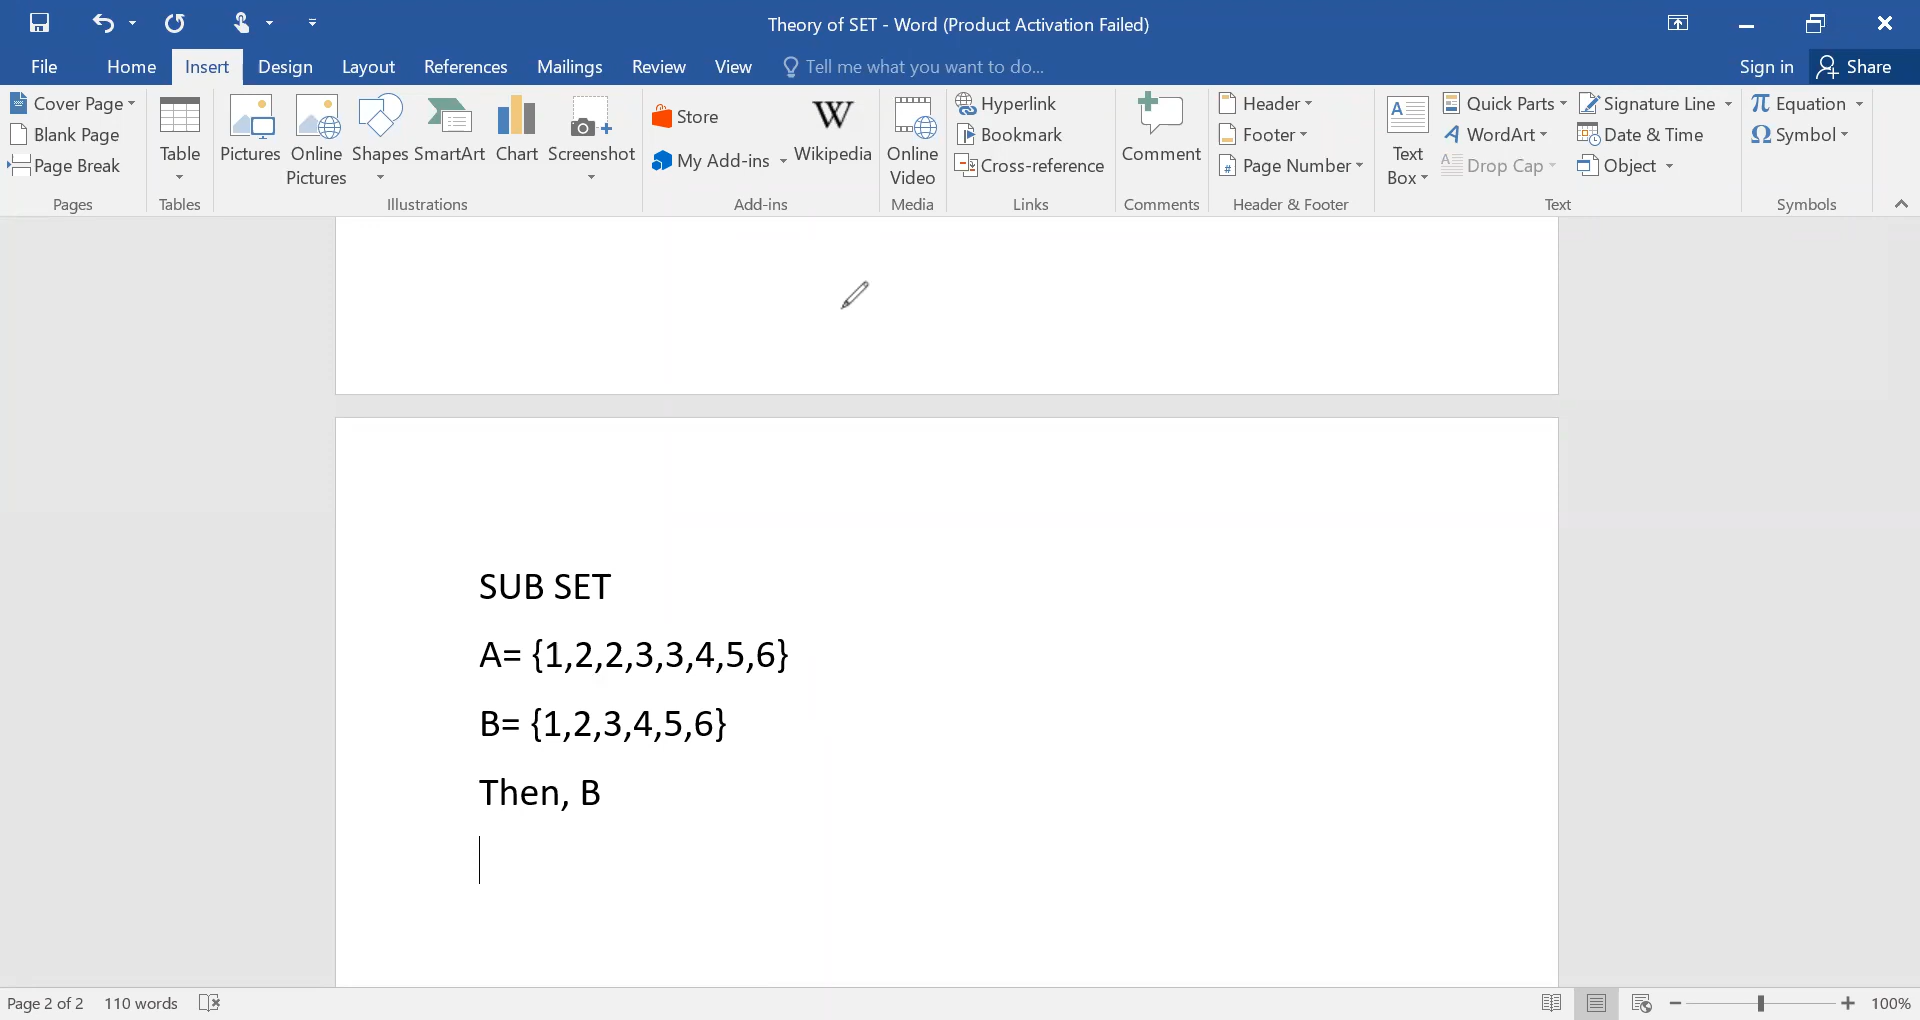 Theory of SET - Word (Product Activation Failed)
File Home Insert Design Layout References Mailings Review View Tell me what you want to do... Sign in Share
Cover Page
Blank Page
Page Break
Pages
Table
Tables
Pictures
Online Pictures
Shapes
SmartArt
Chart
Screenshot
Illustrations
Store
My Add-ins
W
Wikipedia
Add-ins
Online Video
Media
Hyperlink
Bookmark
Cross-reference
Links
Comment
Comments
Header
Footer
Page Number
Header & Footer
A
Text Box
Quick Parts
WordArt
Drop Cap
Signature Line
Date & Time
Object
Text
π Equation
Ω Symbol
Symbols
SUB SET
A= {1,2,2,3,3,4,5,6}
B= {1,2,3,4,5,6}
Then, B
Page 2 of 2 110 words 100%